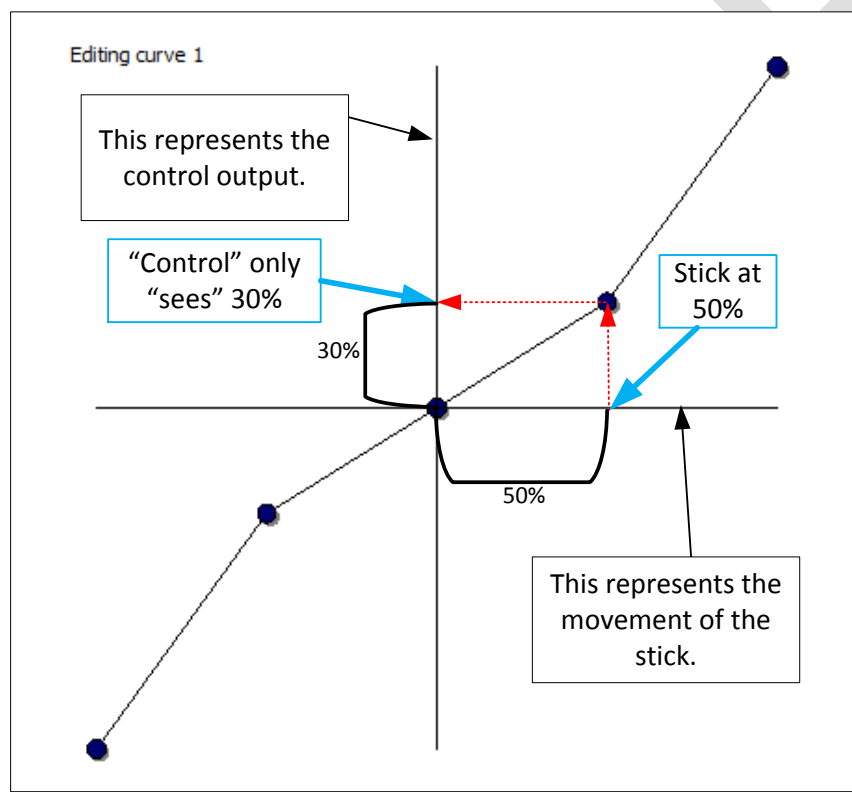 Editing curve 1
This represents the
control output.
“Control” only
“sees” 30%
Stick at
50%
30%
50%
This represents the
movement of the
stick.